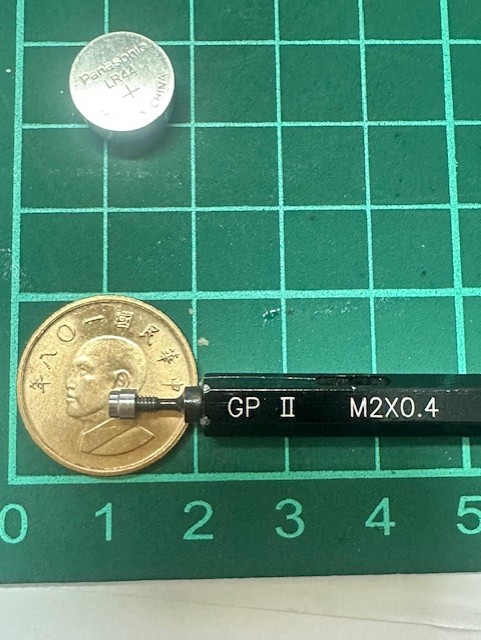 Panasonic
LR44
+
CHINA
年八〇一國民華中
GP II M2X0.4
0 1 2 3 4 5